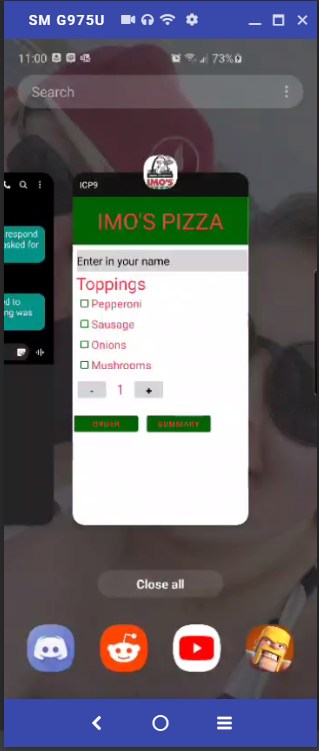 SM G975U
11:00
73%
Search
ICP9
IMO'S
respond
asked for
ed to
ng was
IMO'S PIZZA
Enter in your name
Toppings
Pepperoni
Sausage
Onions
Mushrooms
- 1 +
ORDER SUMMARY
Close all